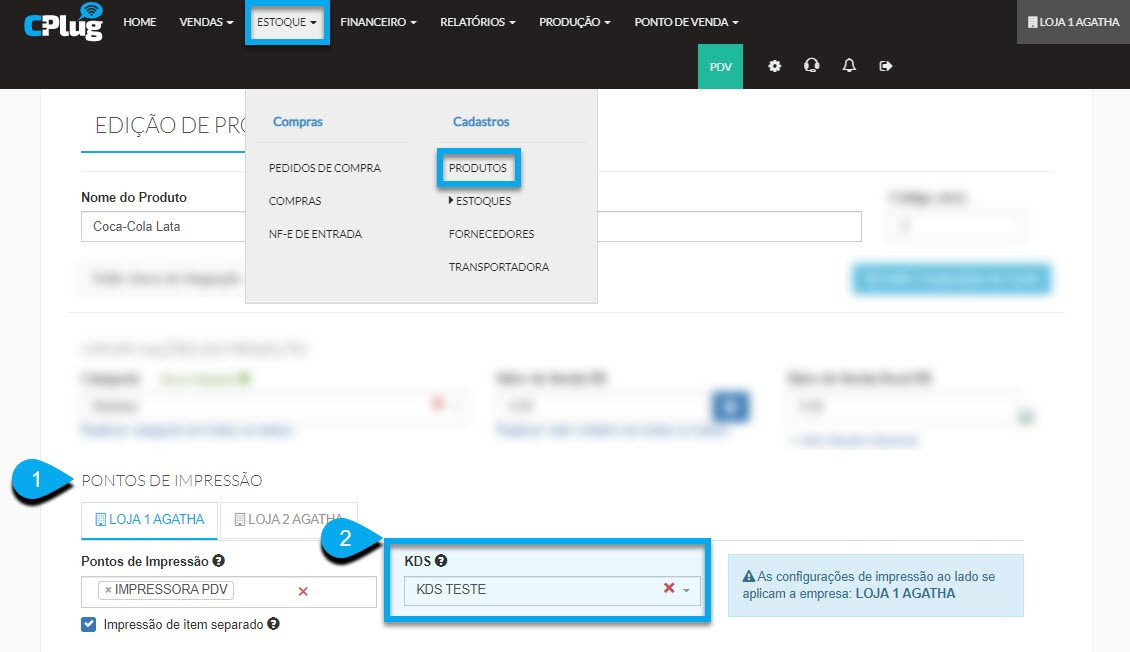 CPlug HOME VENDAS ESTOQUE FINANCEIRO RELATÓRIOS PRODUÇÃO PONTO DE VENDA LOJA 1 AGATHA
PDV
EDIÇÃO DE PRO
Compras Cadastros
PEDIDOS DE COMPRA PRODUTOS
COMPRAS ESTOQUES
NF-E DE ENTRADA FORNECEDORES
TRANSPORTADORA
Nome do Produto
Coca-Cola Lata
1 PONTOS DE IMPRESSÃO
LOJA 1 AGATHA LOJA 2 AGATHA
2
Pontos de Impressão KDS
× IMPRESSORA PDV KDS TESTE
Impressão de item separado
As configurações de impressão ao lado se
aplicam a empresa: LOJA 1 AGATHA